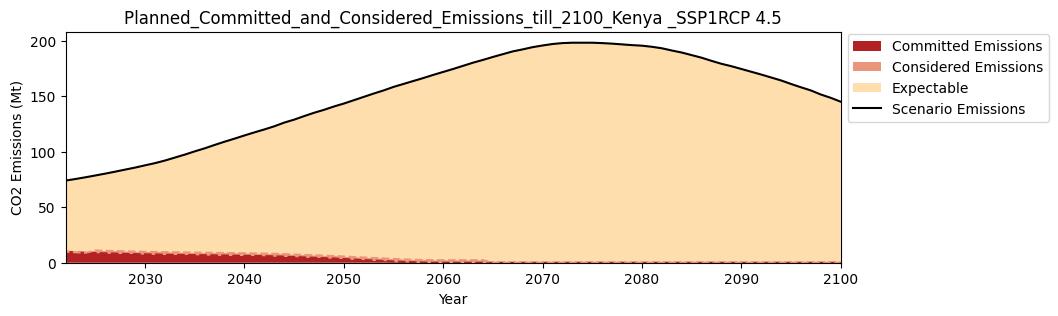 Planned_Committed_and_Considered_Emissions_till_2100_Kenya _SSP1RCP 4.5
CO2 Emissions (Mt)
200
150
100
50
0
2030 2040 2050 2060 2070 2080 2090 2100
Year
Committed Emissions
Considered Emissions
Expectable
Scenario Emissions